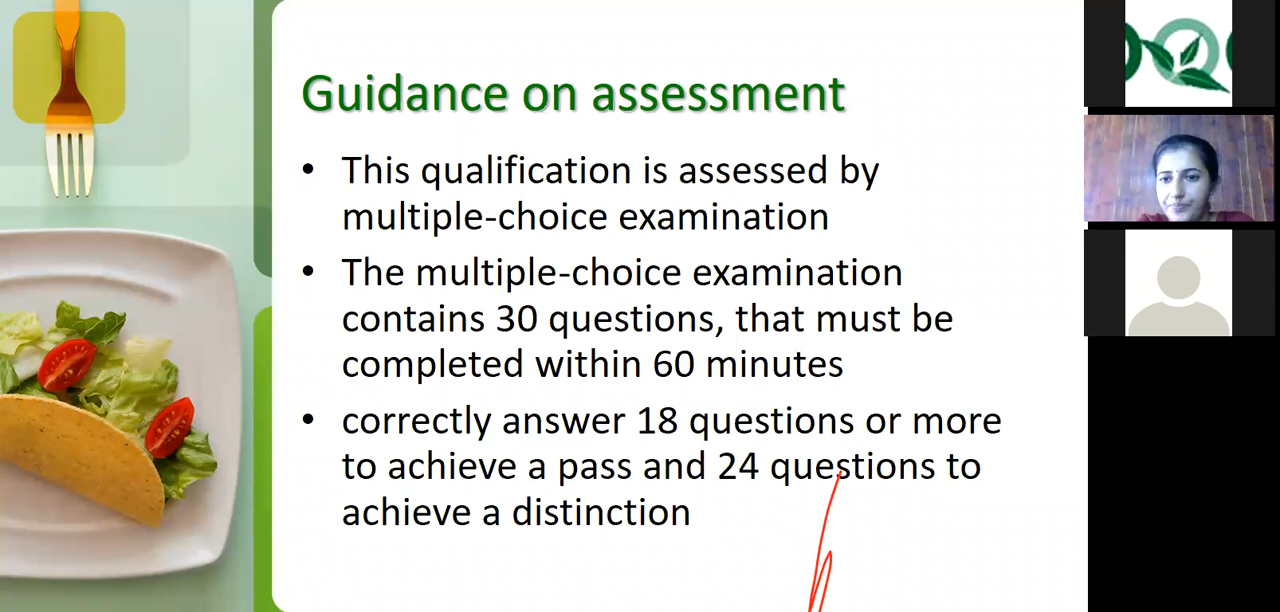 Guidance on assessment
• This qualification is assessed by
multiple-choice examination
• The multiple-choice examination
contains 30 questions, that must be
completed within 60 minutes
• correctly answer 18 questions or more
to achieve a pass and 24 questions to
achieve a distinction